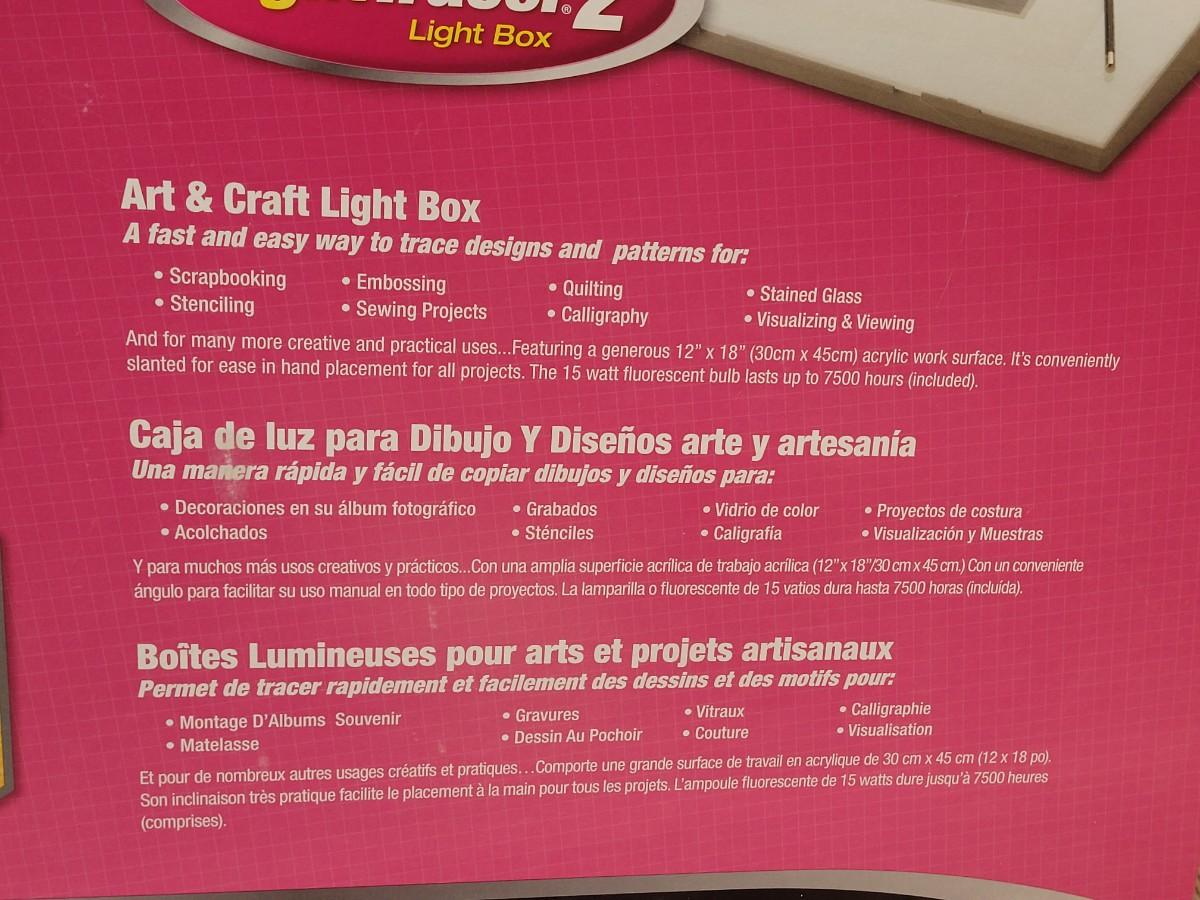 2
Light Box
Art & Craft Light Box
A fast and easy way to trace designs and patterns for:
• Scrapbooking • Embossing • Quilting • Stained Glass
• Stenciling • Sewing Projects • Calligraphy • Visualizing & Viewing
And for many more creative and practical uses...Featuring a generous 12” x 18” (30cm x 45cm) acrylic work surface. It’s conveniently
slanted for ease in hand placement for all projects. The 15 watt fluorescent bulb lasts up to 7500 hours (included).
Caja de luz para Dibujo Y Diseños arte y artesanía
Una manera rápida y fácil de copiar dibujos y diseños para:
• Decoraciones en su álbum fotográfico • Grabados • Vidrio de color • Proyectos de costura
• Acolchados • Sténciles • Caligrafía • Visualización y Muestras
Y para muchos más usos creativos y prácticos...Con una amplia superficie acrílica de trabajo acrílica (12”x 18”/30 cm x 45 cm.) Con un conveniente
ángulo para facilitar su uso manual en todo tipo de proyectos. La lamparilla o fluorescente de 15 vatios dura hasta 7500 horas (incluída).
Boîtes Lumineuses pour arts et projets artisanaux
Permet de tracer rapidement et facilement des dessins et des motifs pour:
• Montage D’Albums Souvenir • Gravures • Vitraux • Calligraphie
• Matelasse • Dessin Au Pochoir • Couture • Visualisation
Et pour de nombreux autres usages créatifs et pratiques…Comporte une grande surface de travail en acrylique de 30 cm x 45 cm (12 x 18 po).
Son inclinaison très pratique facilite le placement à la main pour tous les projets. L’ampoule fluorescente de 15 watts dure jusqu’à 7500 heures
(comprises).